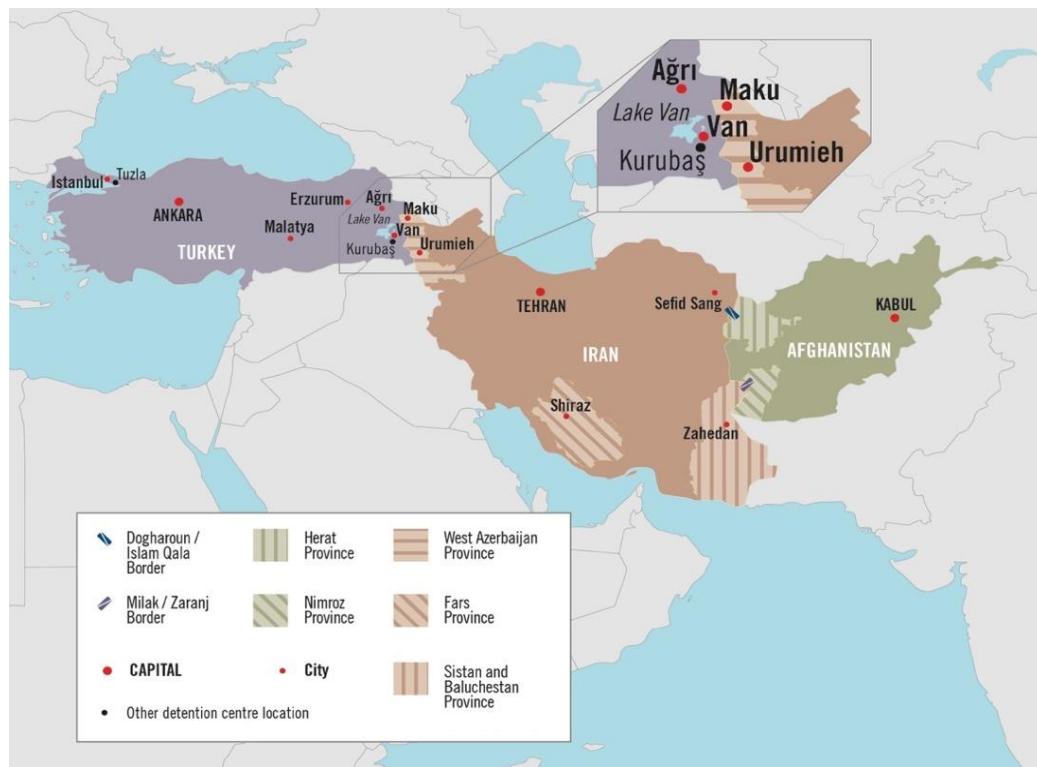 Ağrı
Maku
Lake Van
Van
Kurubaş
Urumieh
Istanbul
Tuzla
ANKARA
Erzurum
Ağrı
Maku
Lake Van
Malatya
Van
Kurubaş
Urumieh
TURKEY
TEHRAN
Sefid Sang
KABUL
IRAN
AFGHANISTAN
Shiraz
Zahedan
Dogharoun /
Islam Qala
Border
Herat
Province
West Azerbaijan
Province
Milak / Zaranj
Border
Nimroz
Province
Fars
Province
CAPITAL
City
Sistan and
Baluchestan
Province
Other detention centre location